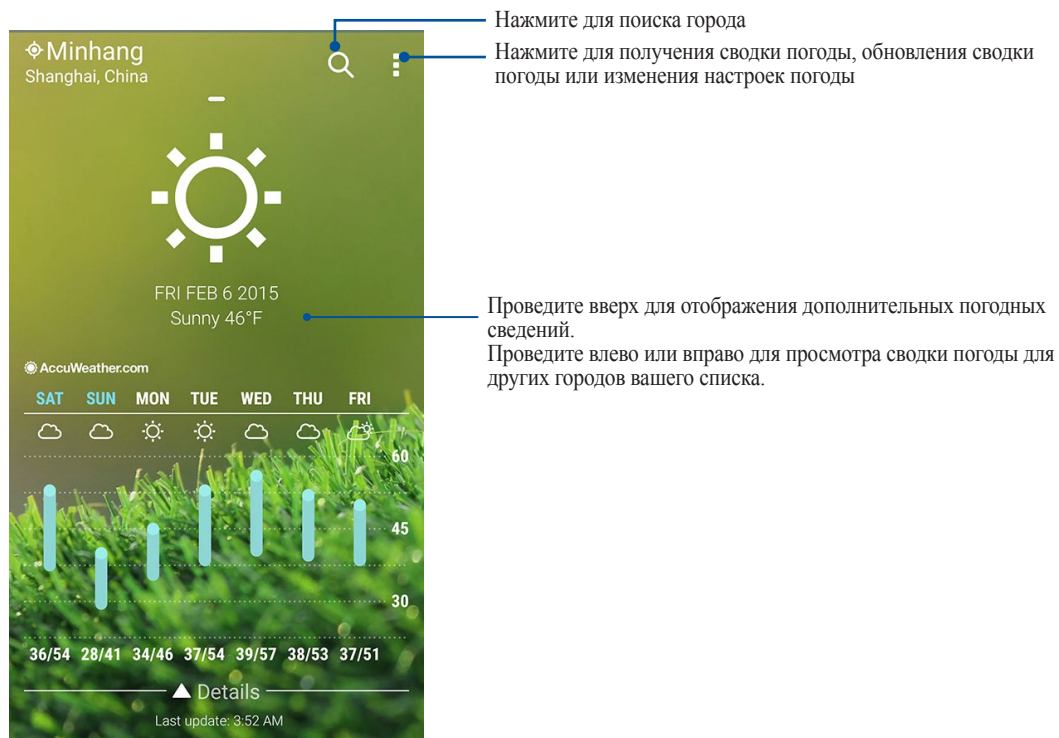 Нажмите для поиска города
Нажмите для получения сводки погоды, обновления сводки
погоды или изменения настроек погоды
Minhang
Shanghai, China
FRI FEB 6 2015
Sunny 46°F
Проведите вверх для отображения дополнительных погодных
сведений.
Проведите влево или вправо для просмотра сводки погоды для
других городов вашего списка.
AccuWeather.com
SAT SUN MON TUE WED THU FRI
60
45
30
36/54 28/41 34/46 37/54 39/57 38/53 37/51
Details
Last update: 3:52 AM